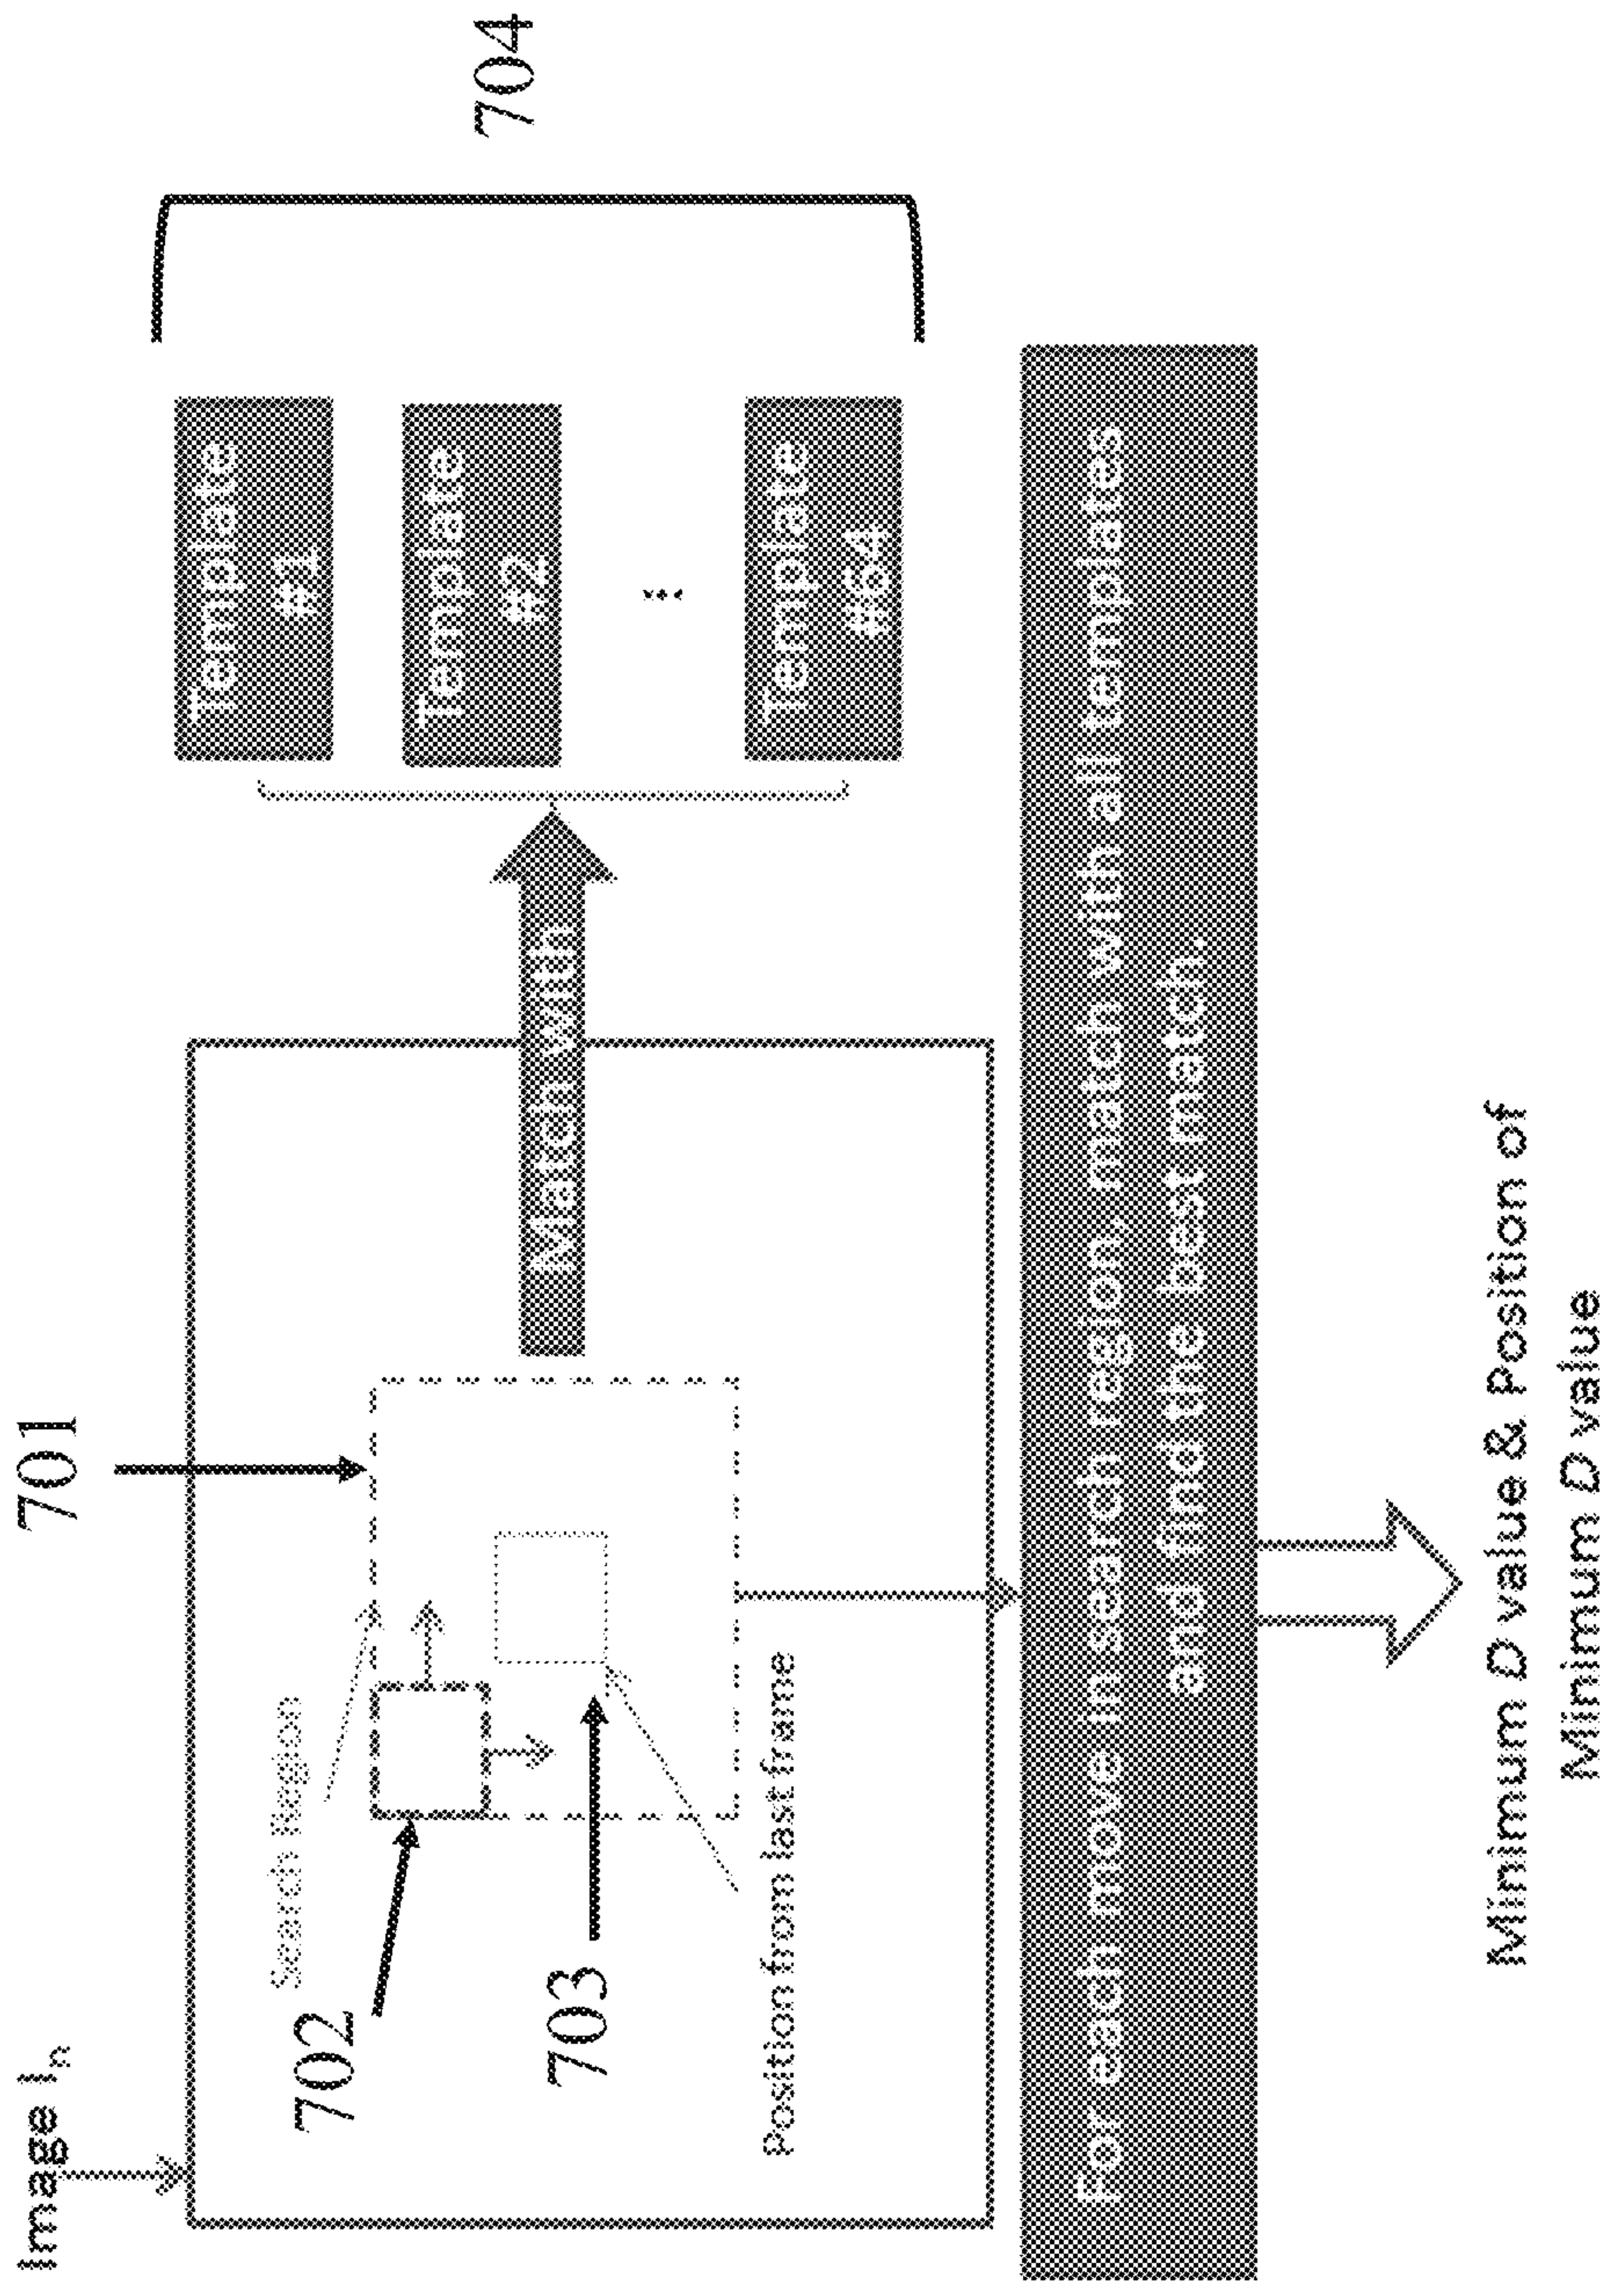 Image In
701
Search Region
702
703
Position from last frame
Match with
Template
#1
Template
#2
...
Template
#64
704
For each move in search region, match with all templates
and find the best match.
Minimum D value & Position of
Minimum D value